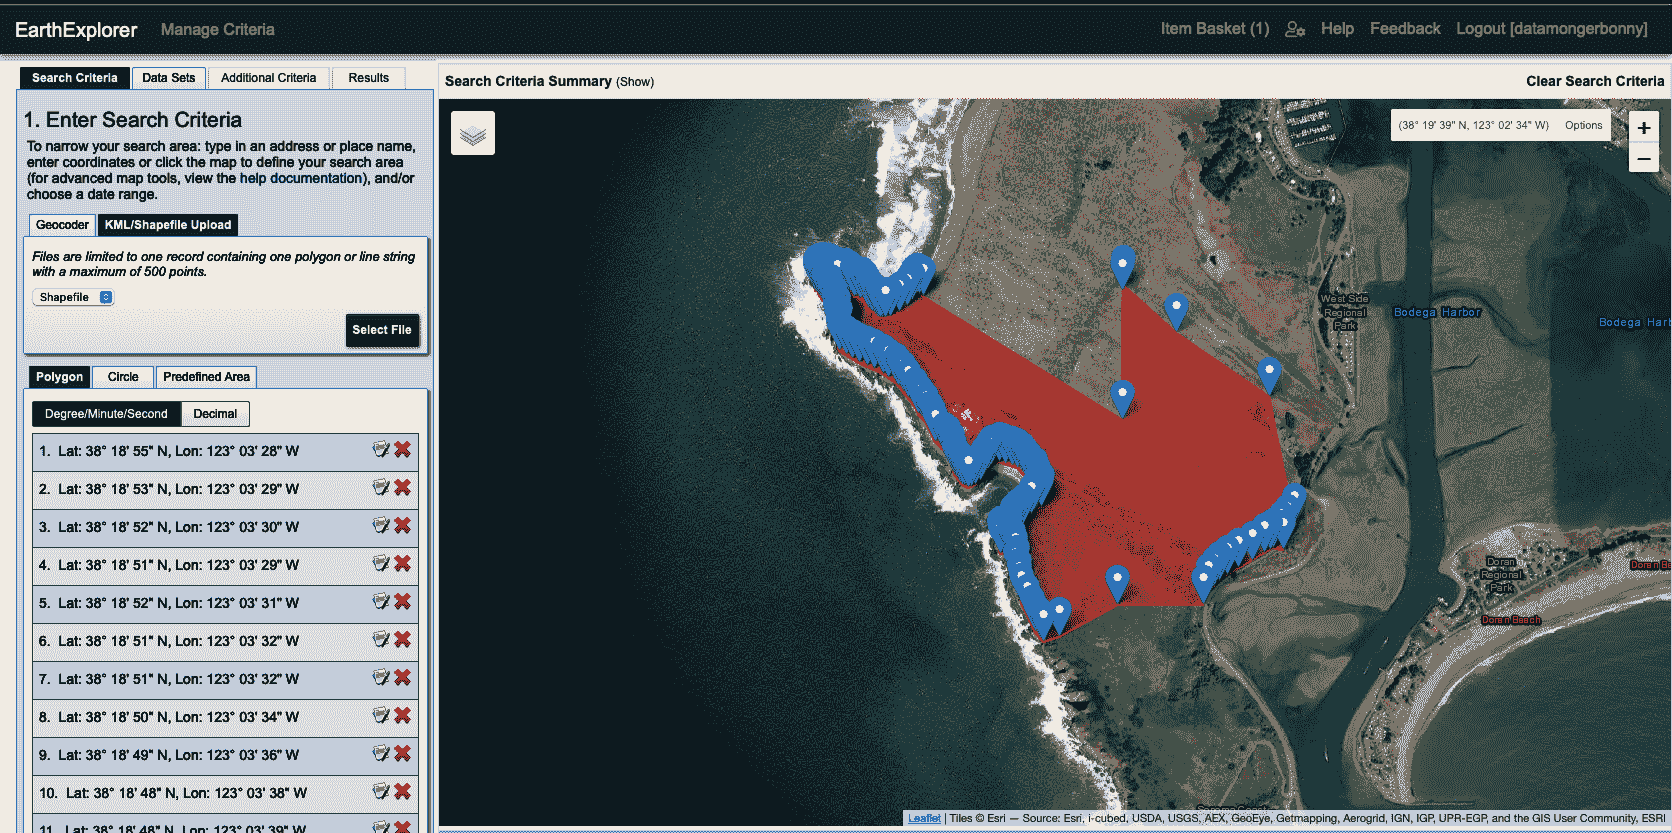 EarthExplorer Manage Criteria
Item Basket (1) Help Feedback Logout [datamongerbonny]
Search Criteria Data Sets Additional Criteria Results
1. Enter Search Criteria
To narrow your search area: type in an address or place name,
enter coordinates or click the map to define your search area
(for advanced map tools, view the help documentation), and/or
choose a date range.
Geocoder KML/Shapefile Upload
Files are limited to one record containing one polygon or line string
with a maximum of 500 points.
Shapefile
Select File
Polygon Circle Predefined Area
Degree/Minute/Second Decimal
1. Lat: 38° 18' 55" N, Lon: 123° 03' 28" W
2. Lat: 38° 18' 53" N, Lon: 123° 03' 29" W
3. Lat: 38° 18' 52" N, Lon: 123° 03' 30" W
4. Lat: 38° 18' 51" N, Lon: 123° 03' 29" W
5. Lat: 38° 18' 52" N, Lon: 123° 03' 31" W
6. Lat: 38° 18' 51" N, Lon: 123° 03' 32" W
7. Lat: 38° 18' 51" N, Lon: 123° 03' 32" W
8. Lat: 38° 18' 50" N, Lon: 123° 03' 34" W
9. Lat: 38° 18' 49" N, Lon: 123° 03' 36" W
10. Lat: 38° 18' 48" N, Lon: 123° 03' 38" W
11. Lat: 38° 18' 48" N, Lon: 123° 03' 39" W
Search Criteria Summary (Show)
Clear Search Criteria
(38° 19' 39" N, 123° 02' 34" W) Options
+
−
West Side
Regional
Park
Bodega Harbor
Bodega Harb
Doran
Regional
Park
Doran Be
Doran Beach
Leaflet | Tiles © Esri — Source: Esri, i-cubed, USDA, USGS, AEX, GeoEye, Getmapping, Aerogrid, IGN, IGP, UPR-EGP, and the GIS User Community, ESRI